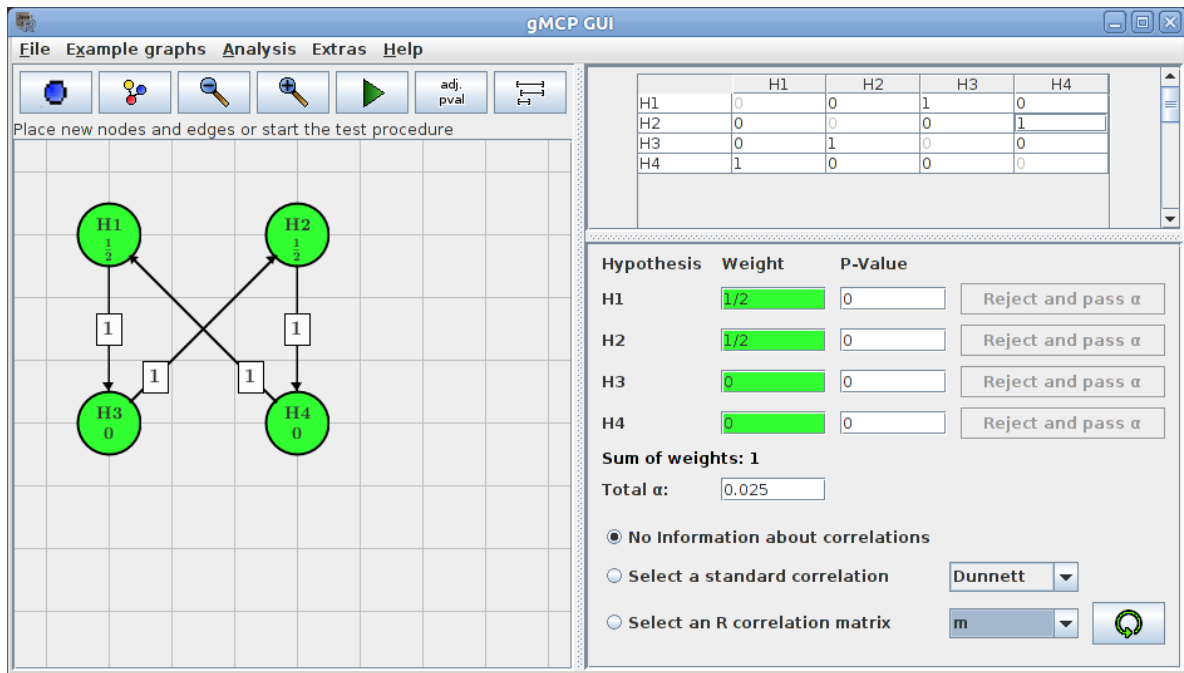 gMCP GUI
File Example graphs Analysis Extras Help
adj.
pval
Place new nodes and edges or start the test procedure
H1 H2 H3 H4
H1 0 0 1 0
H2 0 0 0 1
H3 0 1 0 0
H4 1 0 0 0
H1 H2
1/2 1/2
1 1
1 1
H3 H4
0 0
Hypothesis Weight P-Value
H1 1/2 0 Reject and pass α
H2 1/2 0 Reject and pass α
H3 0 0 Reject and pass α
H4 0 0 Reject and pass α
Sum of weights: 1
Total α: 0.025
No Information about correlations
Select a standard correlation Dunnett
Select an R correlation matrix m